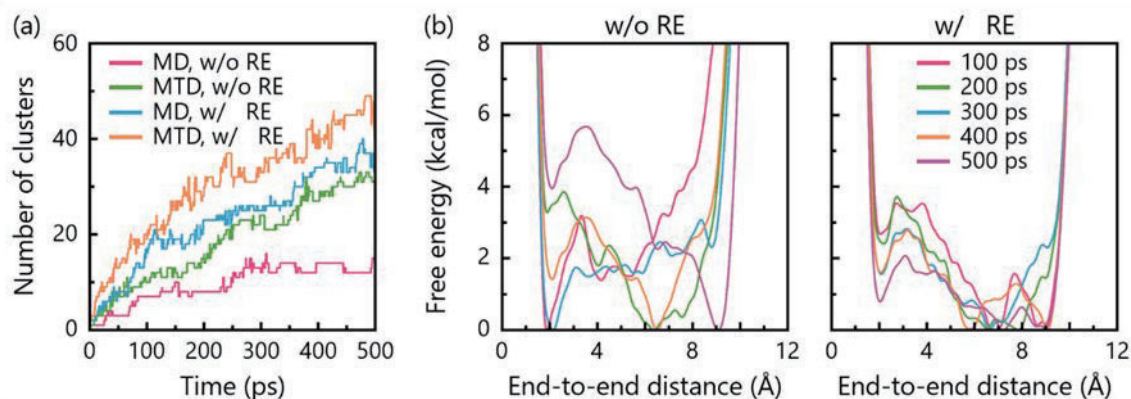 (a)
60
40
20
0
Number of clusters
MD, w/o RE
MTD, w/o RE
MD, w/ RE
MTD, w/ RE
0 100 200 300 400 500
Time (ps)
(b)
w/o RE
8
6
4
2
0
Free energy (kcal/mol)
0 4 8 12
End-to-end distance (Å)
w/ RE
100 ps
200 ps
300 ps
400 ps
500 ps
0 4 8 12
End-to-end distance (Å)